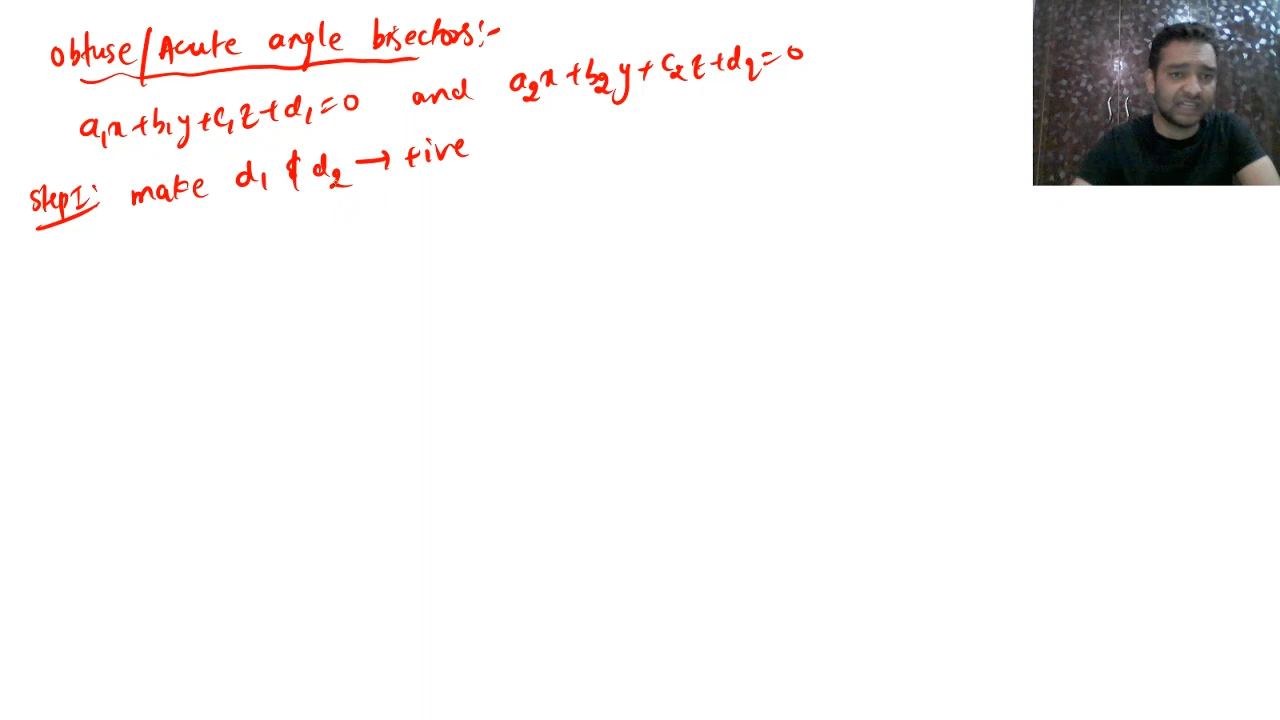 Obtuse/Acute angle bisectors:-
a₁x+b₁y+c₁z+d₁=0 and a₂x+b₂y+c₂z+d₂=0
Step I: make d₁ & d₂ → +ive